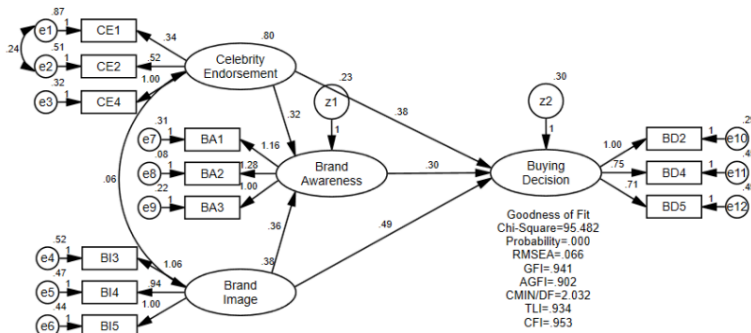 .87
e1 1 CE1
.24
.51
e2 1 CE2
.32
e3 1 CE4
.34
.52
1.00
.80
Celebrity
Endorsement
.23
z1
1
.32
.38
.30
z2
1
.31
e7 1 BA1
.08
e8 1 BA2
.22
e9 1 BA3
1.16
1.28
1.00
Brand
Awareness
.30
Buying
Decision
1.00
.75
.71
BD2 1 e10
BD4 1 e11
BD5 1 e12
.06
.36
.49
.52
e4 1 BI3
.47
e5 1 BI4
.44
e6 1 BI5
1.06
.94
1.00
.38
Brand
Image
Goodness of Fit
Chi-Square=95.482
Probability=.000
RMSEA=.066
GFI=.941
AGFI=.902
CMIN/DF=2.032
TLI=.934
CFI=.953